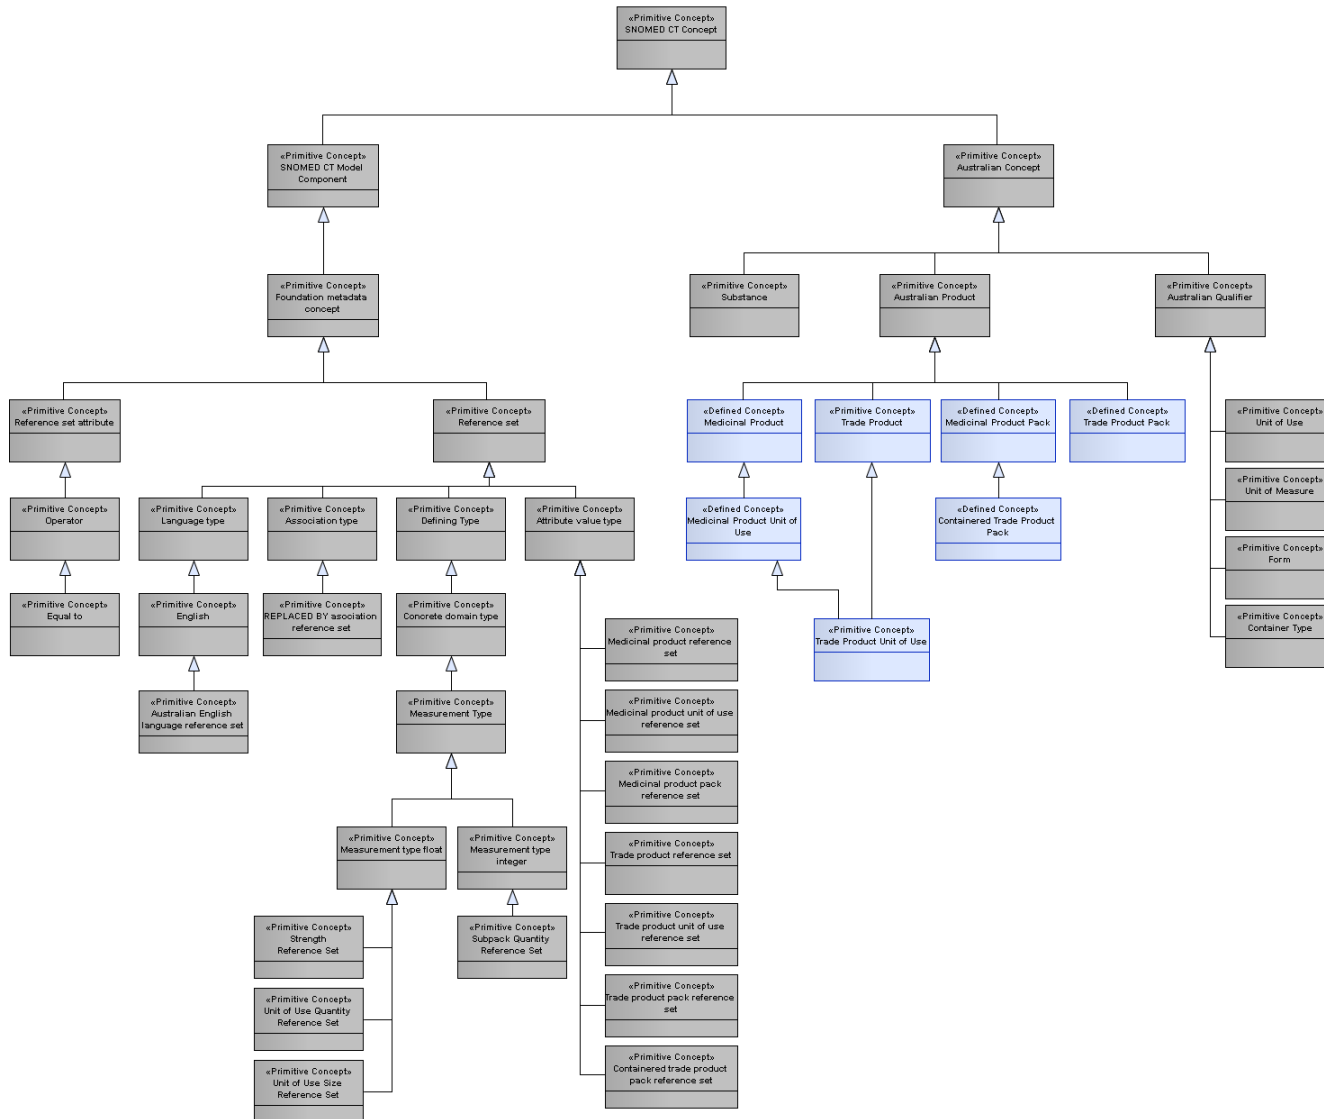 «Primitive Concept»
SNOMED CT Concept
«Primitive Concept»
SNOMED CT Model
Component
«Primitive Concept»
Australian Concept
«Primitive Concept»
Foundation metadata
concept
«Primitive Concept»
Substance
«Primitive Concept»
Australian Product
«Primitive Concept»
Australian Qualifier
«Primitive Concept»
Reference set attribute
«Primitive Concept»
Reference set
«Defined Concept»
Medicinal Product
«Primitive Concept»
Trade Product
«Defined Concept»
Medicinal Product Pack
«Defined Concept»
Trade Product Pack
«Primitive Concept»
Unit of Use
«Primitive Concept»
Unit of Measure
«Primitive Concept»
Form
«Primitive Concept»
Container Type
«Primitive Concept»
Operator
«Primitive Concept»
Language type
«Primitive Concept»
Association type
«Primitive Concept»
Defining Type
«Primitive Concept»
Attribute value type
«Defined Concept»
Medicinal Product Unit of
Use
«Defined Concept»
Containered Trade Product
Pack
«Primitive Concept»
Equal to
«Primitive Concept»
English
«Primitive Concept»
REPLACED BY asociation
reference set
«Primitive Concept»
Concrete domain type
«Primitive Concept»
Trade Product Unit of Use
«Primitive Concept»
Australian English
language reference set
«Primitive Concept»
Measurement Type
«Primitive Concept»
Medicinal product reference
set
«Primitive Concept»
Medicinal product unit of use
reference set
«Primitive Concept»
Medicinal product pack
reference set
«Primitive Concept»
Trade product reference set
«Primitive Concept»
Trade product unit of use
reference set
«Primitive Concept»
Trade product pack reference
set
«Primitive Concept»
Containered trade product
pack reference set
«Primitive Concept»
Measurement type float
«Primitive Concept»
Measurement type
integer
«Primitive Concept»
Strength
Reference Set
«Primitive Concept»
Subpack Quantity
Reference Set
«Primitive Concept»
Unit of Use Quantity
Reference Set
«Primitive Concept»
Unit of Use Size
Reference Set